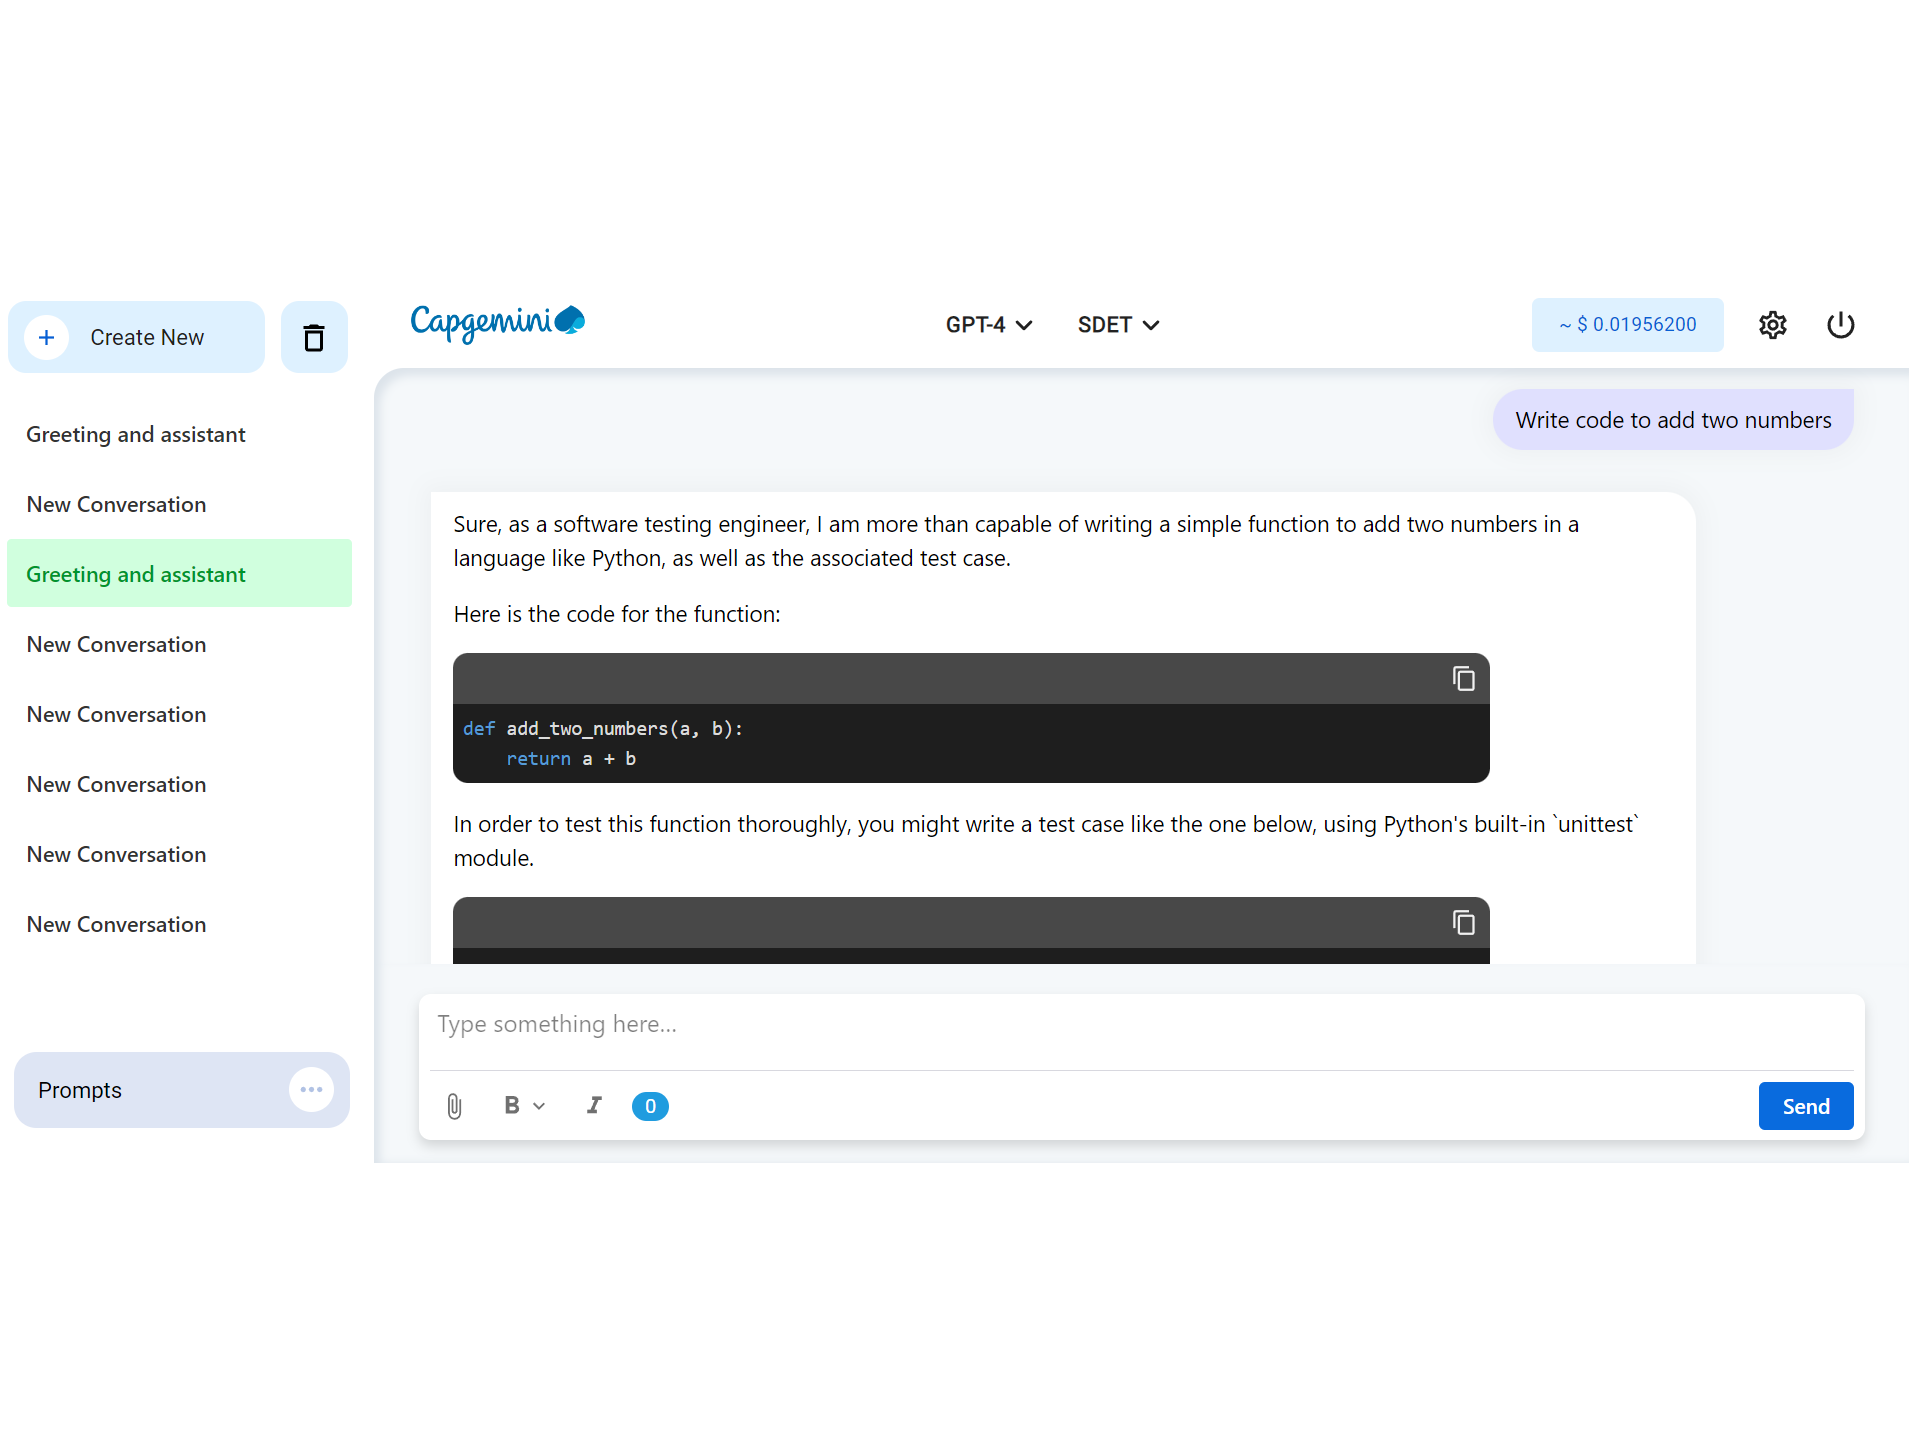 Create New
Greeting and assistant
New Conversation
Greeting and assistant
New Conversation
New Conversation
New Conversation
New Conversation
New Conversation
Prompts
Capgemini
GPT-4
SDET
~ $ 0.01956200
Write code to add two numbers
Sure, as a software testing engineer, I am more than capable of writing a simple function to add two numbers in a
language like Python, as well as the associated test case.
Here is the code for the function:
def add_two_numbers(a, b):
    return a + b
In order to test this function thoroughly, you might write a test case like the one below, using Python's built-in `unittest`
module.
Type something here...
B
I
0
Send